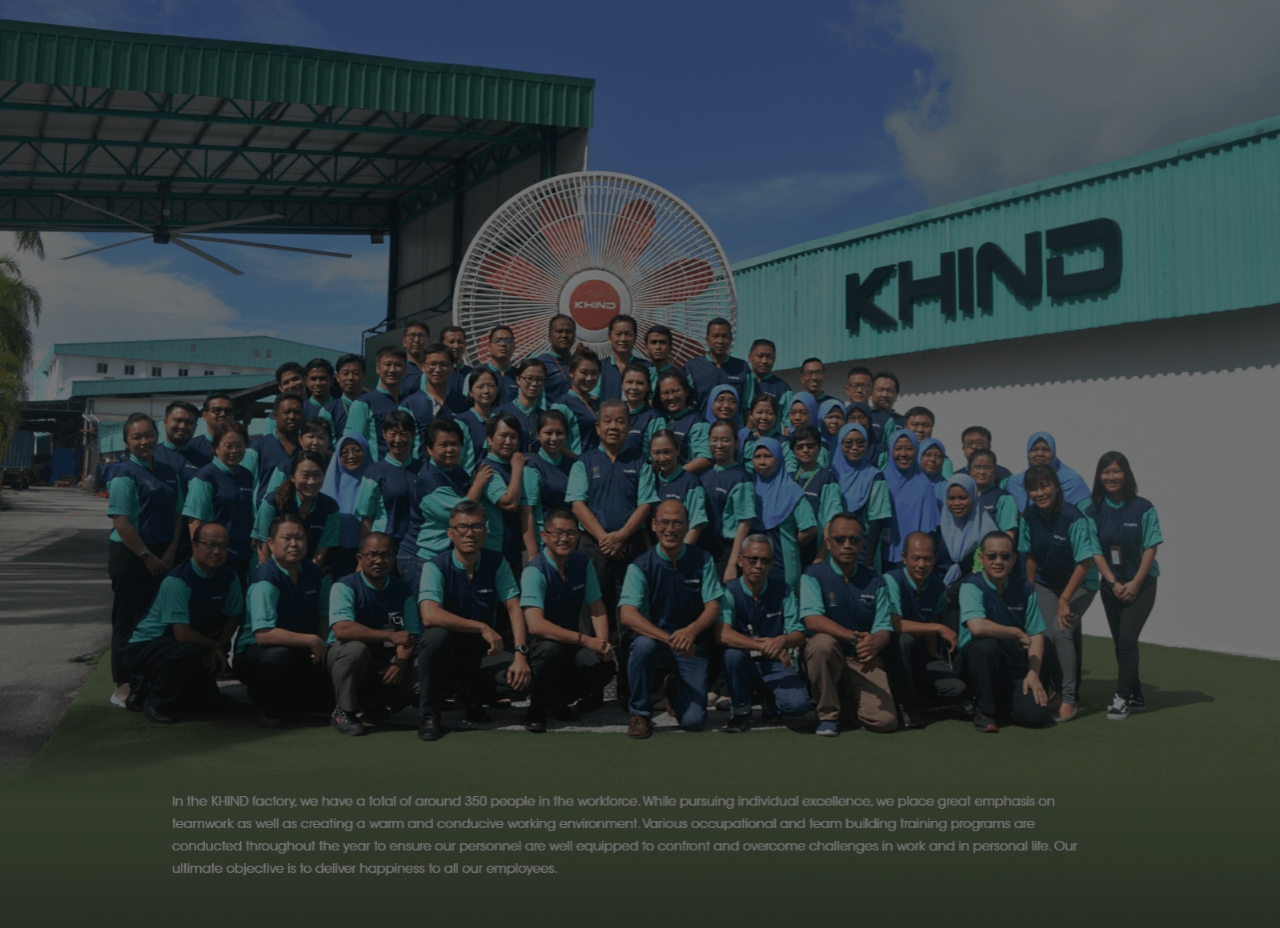 KHIND
KHIND
In the KHIND factory, we have a total of around 350 people in the workforce. While pursuing individual excellence, we place great emphasis on
teamwork as well as creating a warm and conducive working environment. Various occupational and team building training programs are
conducted throughout the year to ensure our personnel are well equipped to confront and overcome challenges in work and in personal life. Our
ultimate objective is to deliver happiness to all our employees.